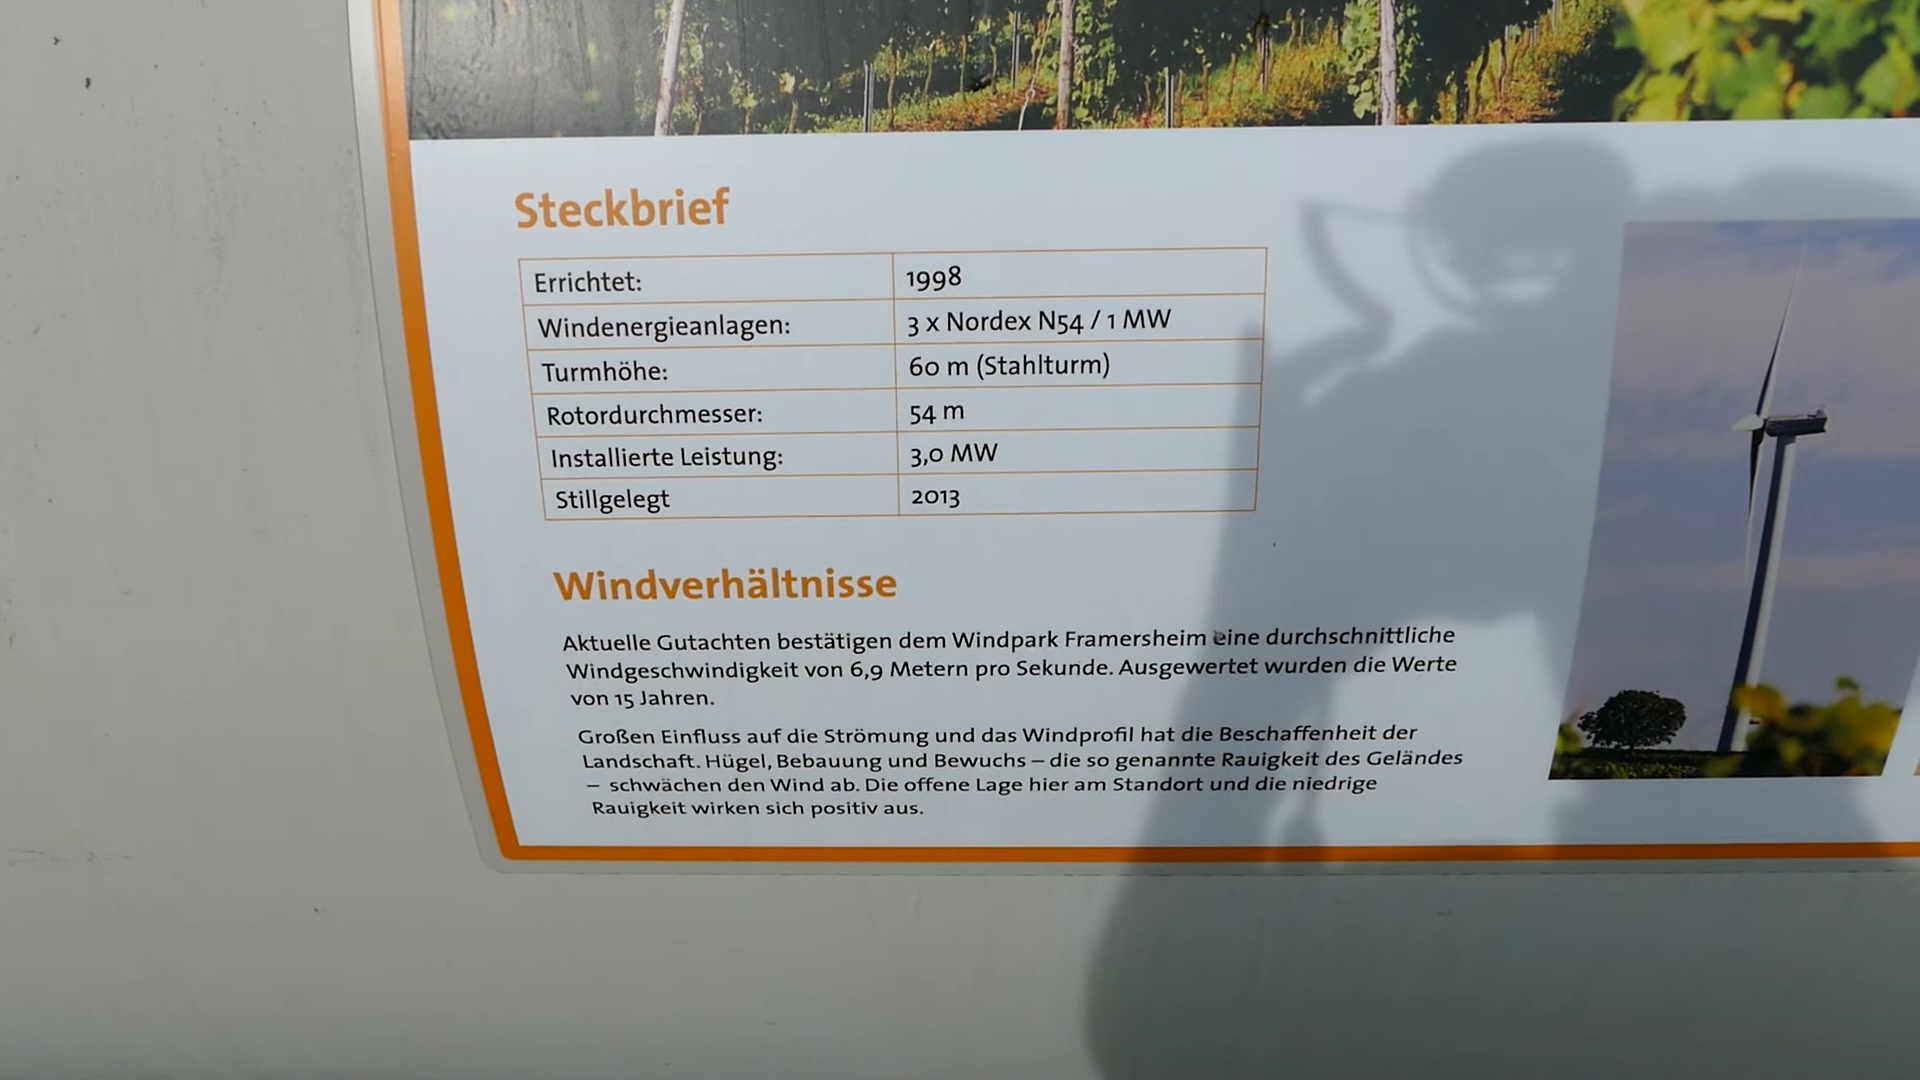 Steckbrief
Errichtet: 1998
Windenergieanlagen: 3 x Nordex N54 / 1 MW
Turmhöhe: 60 m (Stahlturm)
Rotordurchmesser: 54 m
Installierte Leistung: 3,0 MW
Stillgelegt 2013
Windverhältnisse
Aktuelle Gutachten bestätigen dem Windpark Framersheim eine durchschnittliche
Windgeschwindigkeit von 6,9 Metern pro Sekunde. Ausgewertet wurden die Werte
von 15 Jahren.
Großen Einfluss auf die Strömung und das Windprofil hat die Beschaffenheit der
Landschaft. Hügel, Bebauung und Bewuchs – die so genannte Rauigkeit des Geländes
– schwächen den Wind ab. Die offene Lage hier am Standort und die niedrige
Rauigkeit wirken sich positiv aus.